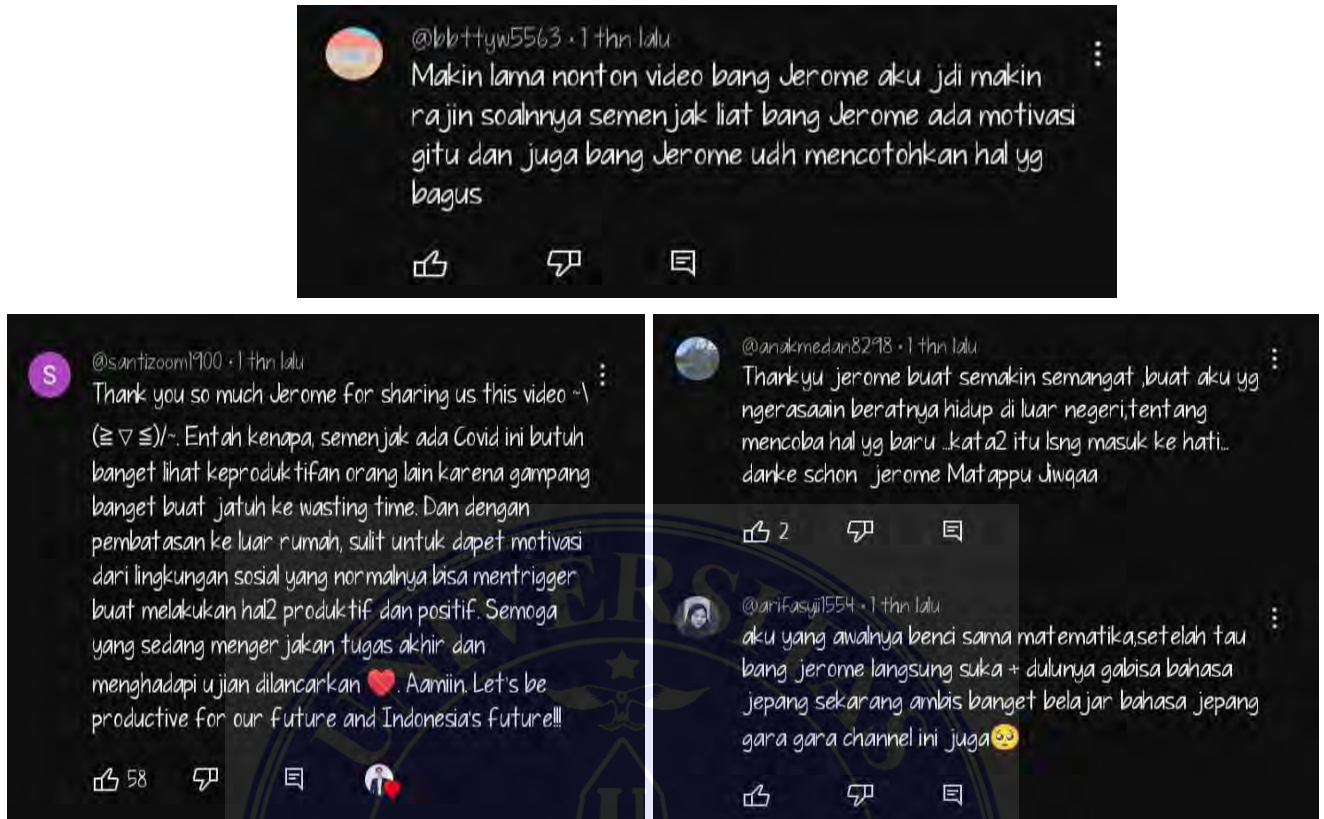 @bbttyw5563 • 1 thn lalu
Makin lama nonton video bang Jerome aku jdi makin
rajin soalnnya semenjak liat bang Jerome ada motivasi
gitu dan juga bang Jerome udh mencotohkan hal yg
bagus
S
@santizoom1900 • 1 thn lalu
Thank you so much Jerome for sharing us this video ~\
(≧▽≦)/~. Entah kenapa, semenjak ada Covid ini butuh
banget lihat keproduktifan orang lain karena gampang
banget buat jatuh ke wasting time. Dan dengan
pembatasan ke luar rumah, sulit untuk dapet motivasi
dari lingkungan sosial yang normalnya bisa mentrigger
buat melakukan hal2 produktif dan positif. Semoga
yang sedang mengerjakan tugas akhir dan
menghadapi ujian dilancarkan ❤️. Aamiin. Let's be
productive for our future and Indonesia's future!!!
58
@anakmedan8298 • 1 thn lalu
Thankyu jerome buat semakin semangat ,buat aku yg
ngerasaain beratnya hidup di luar negeri,tentang
mencoba hal yg baru ...kata2 itu lsng masuk ke hati...
danke schon jerome Matappu Jiwqaa
2
@arifasyii1554 • 1 thn lalu
aku yang awalnya benci sama matematika,setelah tau
bang jerome langsung suka + dulunya gabisa bahasa
jepang sekarang ambis banget belajar bahasa jepang
gara gara channel ini juga🥺
UNIVERSITAS